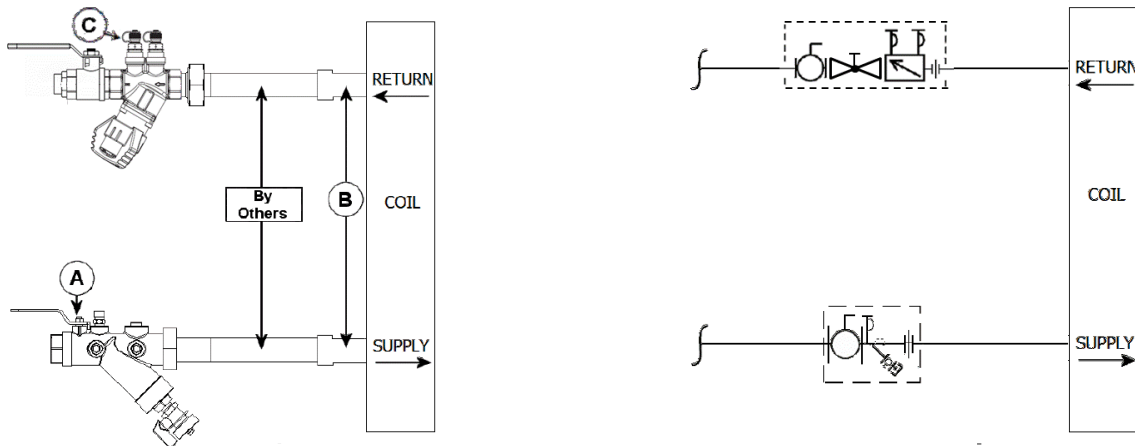 C
RETURN
By
Others
B
COIL
A
SUPPLY
RETURN
COIL
SUPPLY